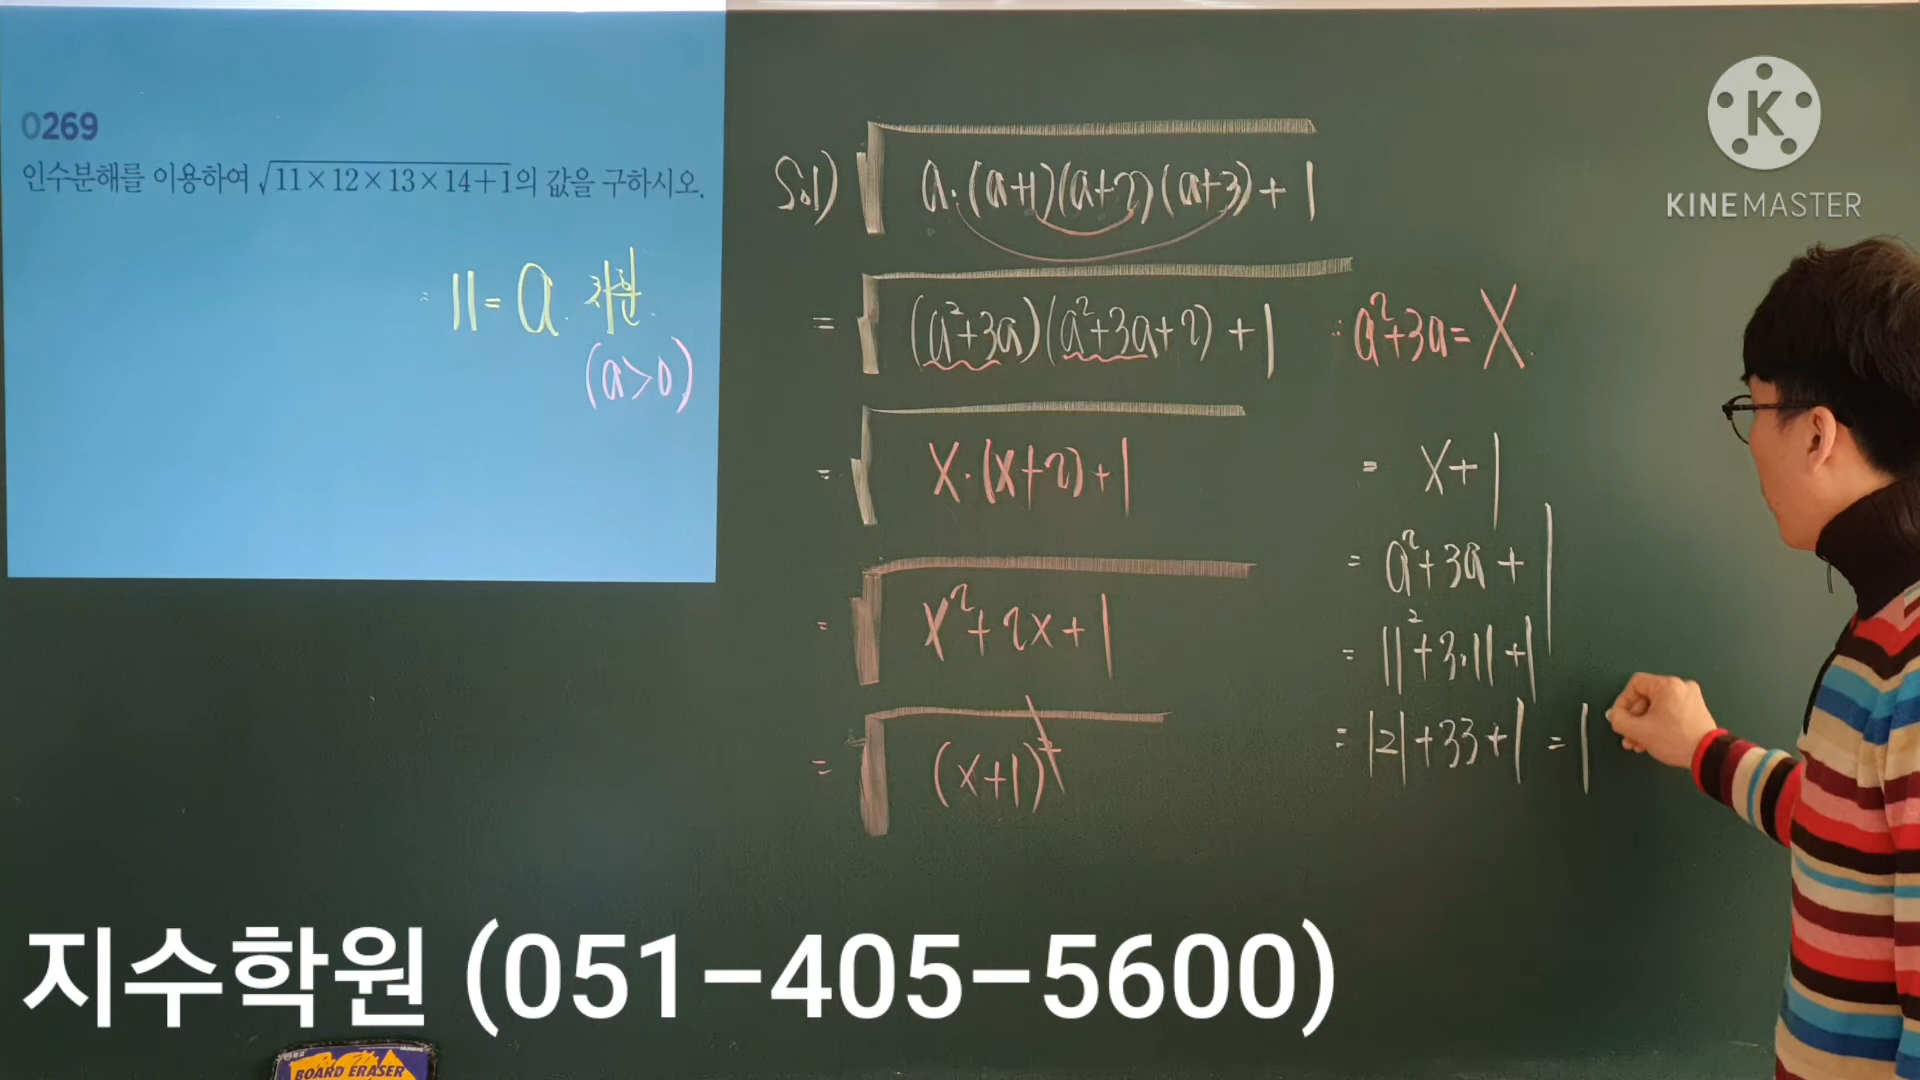 0269
인수분해를 이용하여 √11×12×13×14+1의 값을 구하시오.
11 = a. 치환.
(a>0)
Sol) √a·(a+1)(a+2)(a+3)+1
= √(a²+3a)(a²+3a+2)+1
∴ a²+3a = X.
= √X·(X+2)+1
= √X²+2X+1
= √(X+1)²
= X+1
= a²+3a+1
= 11²+3·11+1
= 121+33+1 = 1
K
KINEMASTER
지수학원 (051-405-5600)
BOARD ERASER